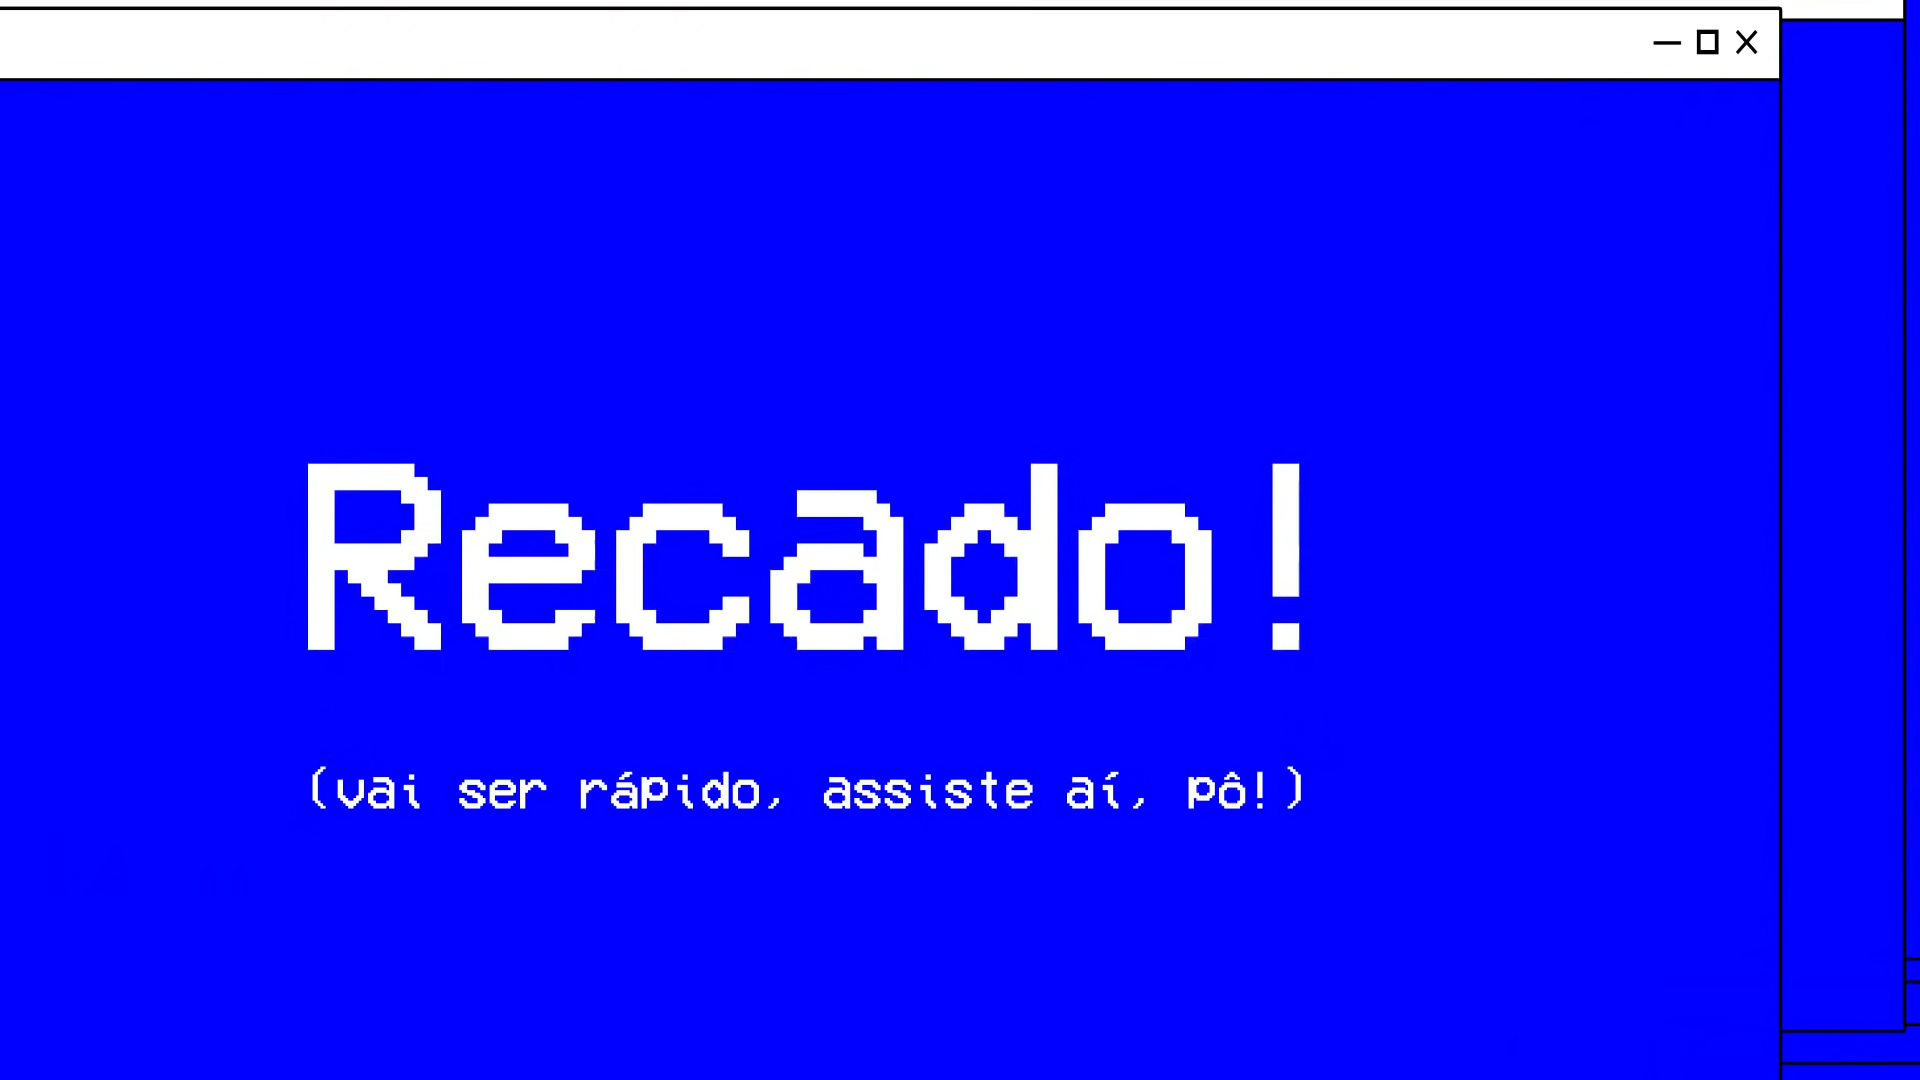 Recado!
(vai ser rápido, assiste aí, pô!)